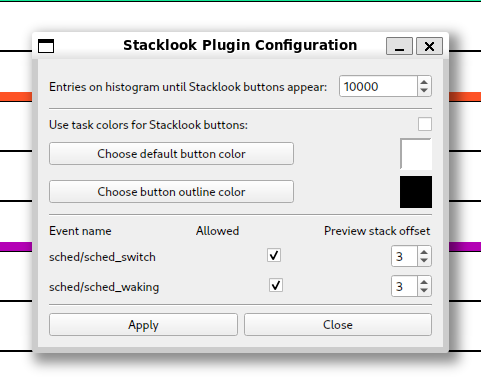 Stacklook Plugin Configuration
Entries on histogram until Stacklook buttons appear: 10000
Use task colors for Stacklook buttons:
Choose default button color
Choose button outline color
Event name Allowed Preview stack offset
sched/sched_switch 3
sched/sched_waking 3
Apply Close